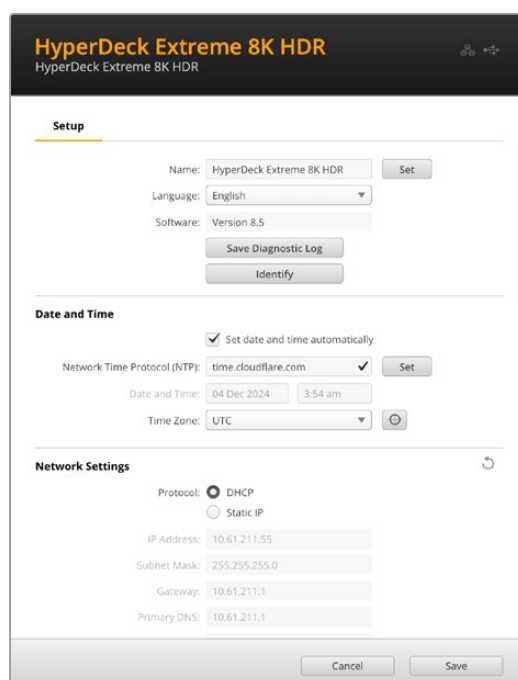 HyperDeck Extreme 8K HDR
HyperDeck Extreme 8K HDR
Setup
Name: HyperDeck Extreme 8K HDR Set
Language: English
Software: Version 8.5
Save Diagnostic Log
Identify
Date and Time
Set date and time automatically
Network Time Protocol (NTP): time.cloudflare.com Set
Date and Time: 04 Dec 2024 3:54 am
Time Zone: UTC
Network Settings
Protocol: DHCP
Static IP
IP Address: 10.61.211.55
Subnet Mask: 255.255.255.0
Gateway: 10.61.211.1
Primary DNS: 10.61.211.1
Cancel Save